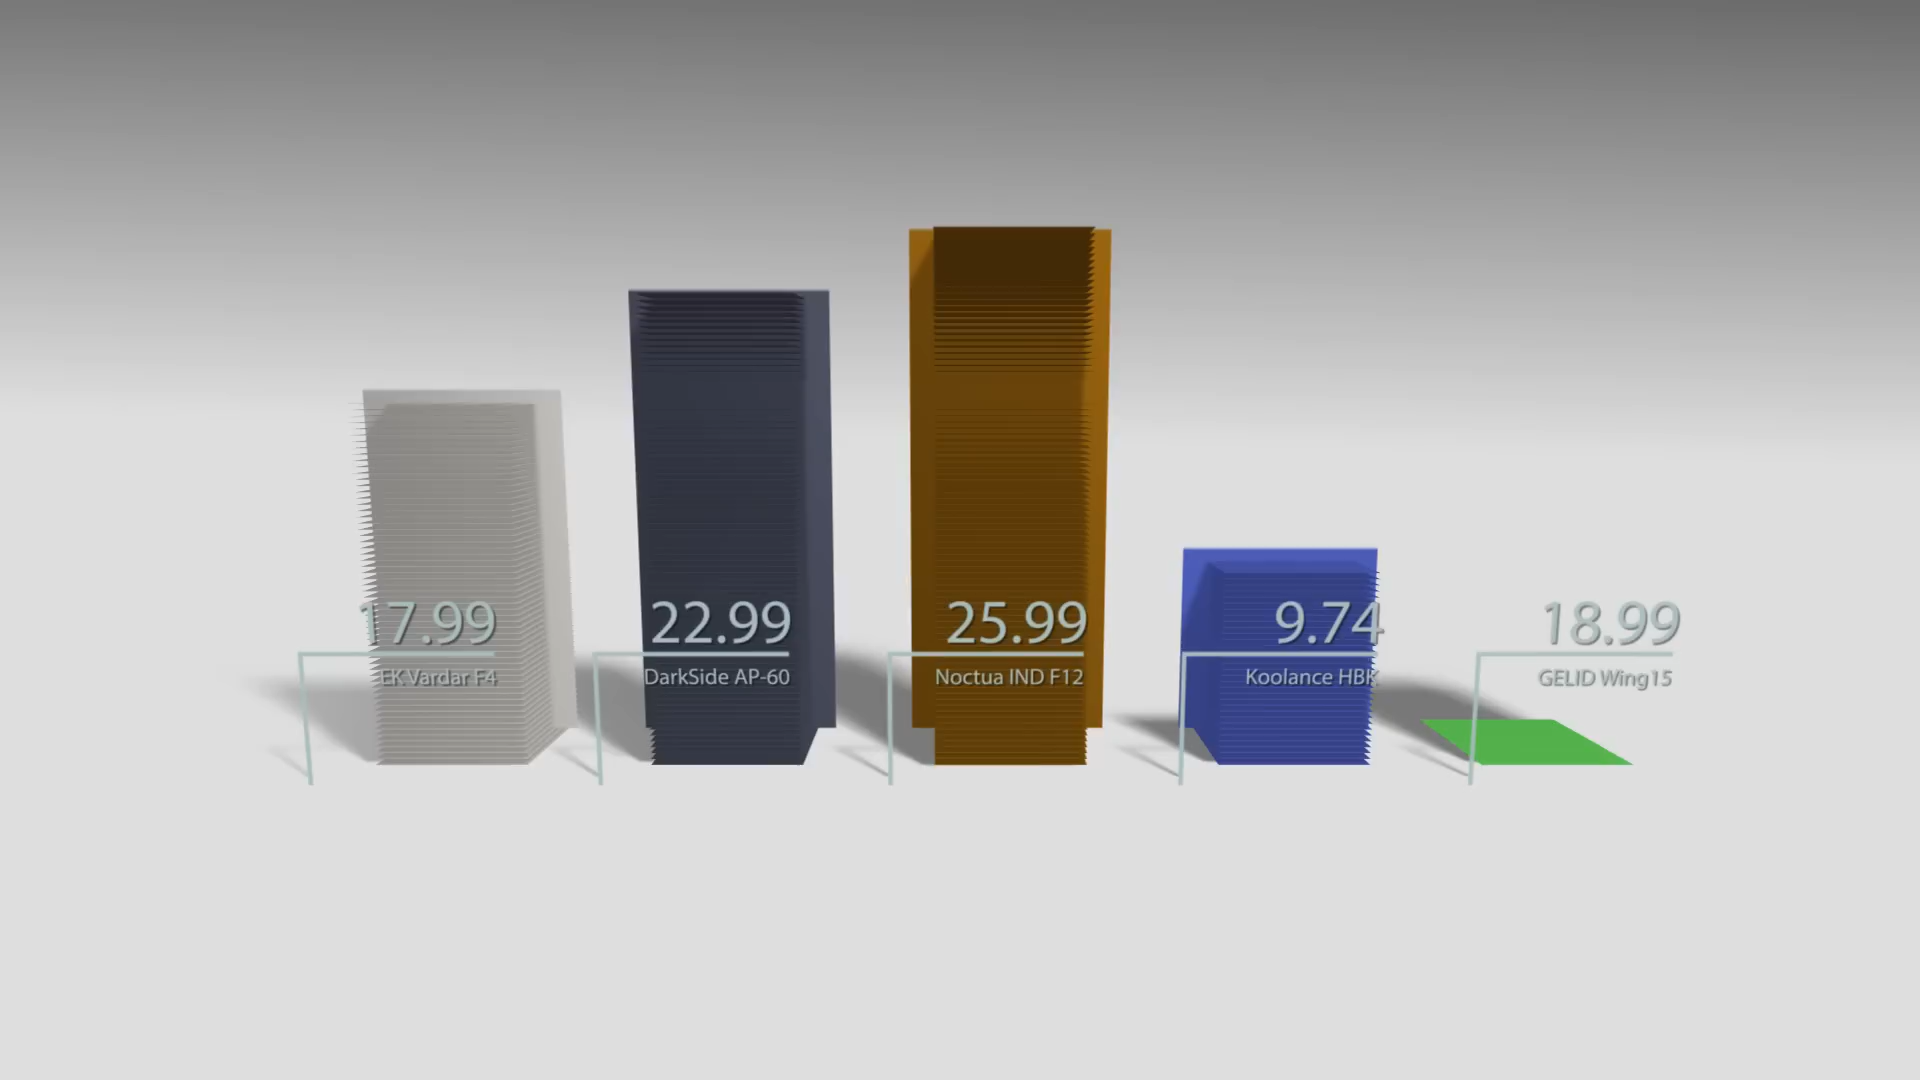 17.99
EK Vardar F4
22.99
DarkSide AP-60
25.99
Noctua IND F12
9.74
Koolance HBK
18.99
GELID Wing15